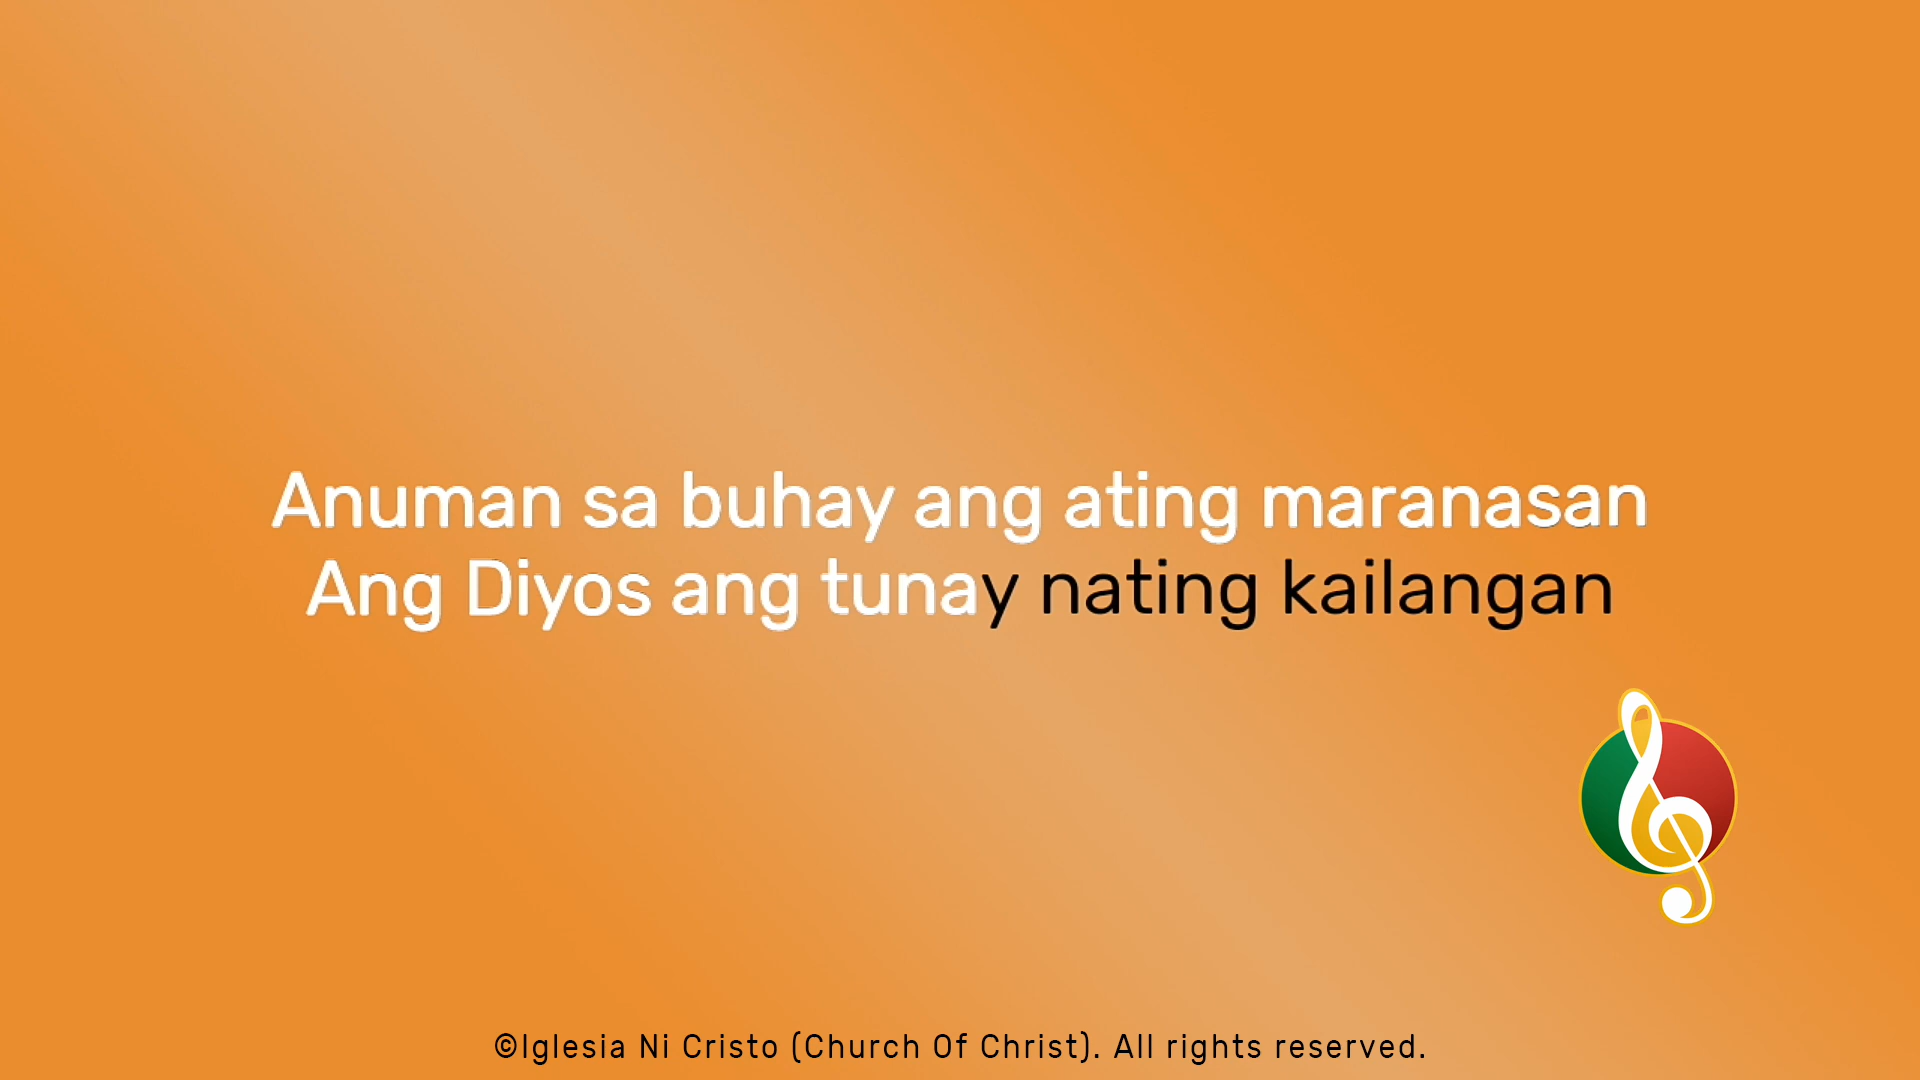 Anuman sa buhay ang ating maranasan
Ang Diyos ang tunay nating kailangan
©Iglesia Ni Cristo (Church Of Christ). All rights reserved.